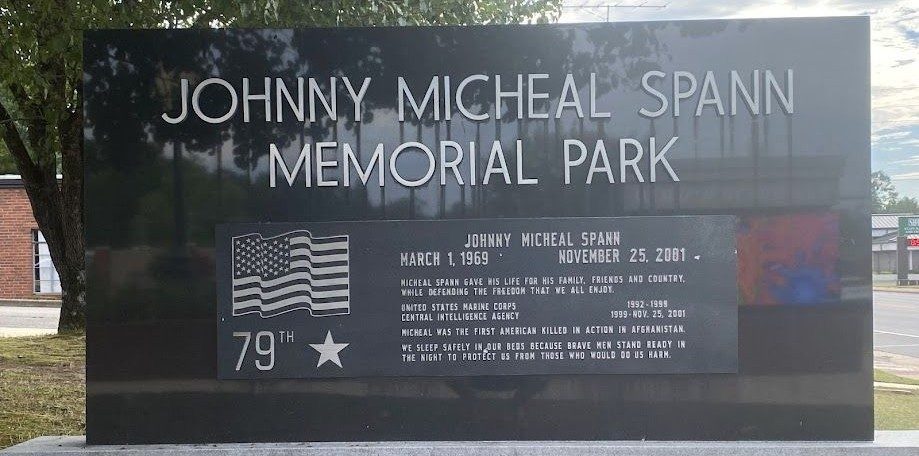 JOHNNY MICHEAL SPANN
MEMORIAL PARK
JOHNNY MICHEAL SPANN
MARCH 1, 1969 NOVEMBER 25, 2001
MICHEAL SPANN GAVE HIS LIFE FOR HIS FAMILY, FRIENDS AND COUNTRY,
WHILE DEFENDING THE FREEDOM THAT WE ALL ENJOY.
UNITED STATES MARINE CORPS 1992-1999
CENTRAL INTELLIGENCE AGENCY 1999-NOV. 25, 2001
MICHEAL WAS THE FIRST AMERICAN KILLED IN ACTION IN AFGHANISTAN.
WE SLEEP SAFELY IN OUR BEDS BECAUSE BRAVE MEN STAND READY IN
THE NIGHT TO PROTECT US FROM THOSE WHO WOULD DO US HARM.
79TH